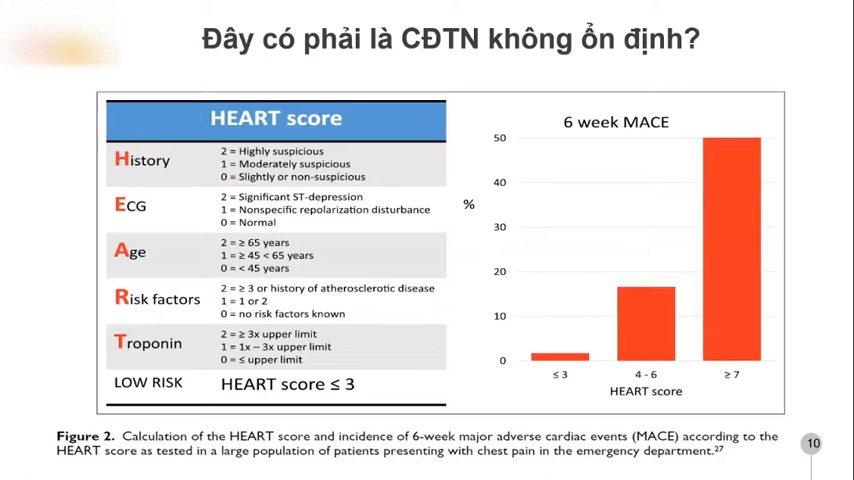 Đây có phải là CĐTN không ổn định?
HEART score
History
2 = Highly suspicious
1 = Moderately suspicious
0 = Slightly or non-suspicious
ECG
2 = Significant ST-depression
1 = Nonspecific repolarization disturbance
0 = Normal
Age
2 = ≥ 65 years
1 = ≥ 45 < 65 years
0 = < 45 years
Risk factors
2 = ≥ 3 or history of atherosclerotic disease
1 = 1 or 2
0 = no risk factors known
Troponin
2 = ≥ 3x upper limit
1 = 1x – 3x upper limit
0 = ≤ upper limit
LOW RISK
HEART score ≤ 3
6 week MACE
%
50
40
30
20
10
0
≤ 3
4 - 6
≥ 7
HEART score
Figure 2. Calculation of the HEART score and incidence of 6-week major adverse cardiac events (MACE) according to the
HEART score as tested in a large population of patients presenting with chest pain in the emergency department.27
10